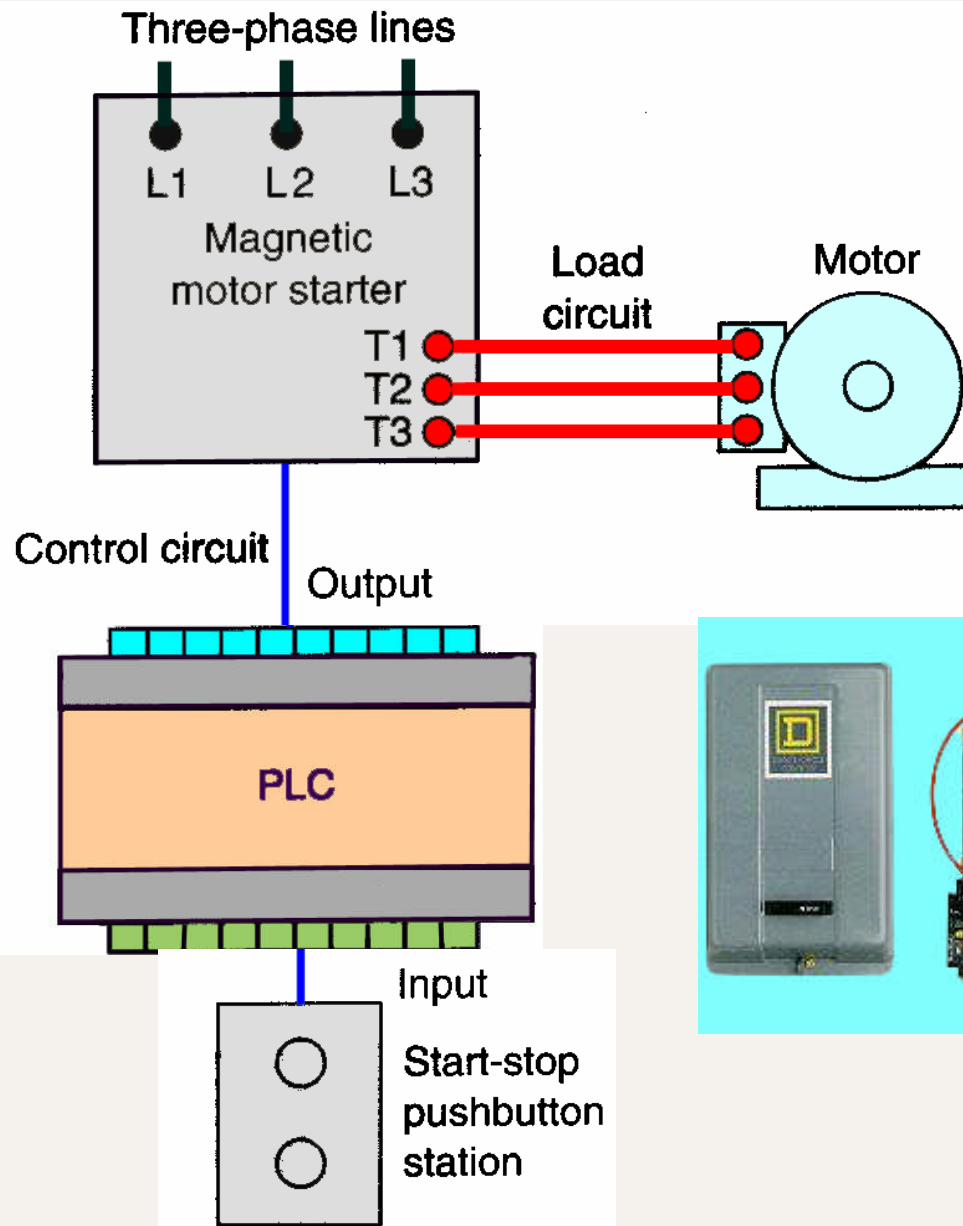 Three-phase lines
L1 L2 L3
Magnetic
motor starter
T1
T2
T3
Load
circuit
Motor
Control circuit
Output
PLC
Input
Start-stop
pushbutton
station
D